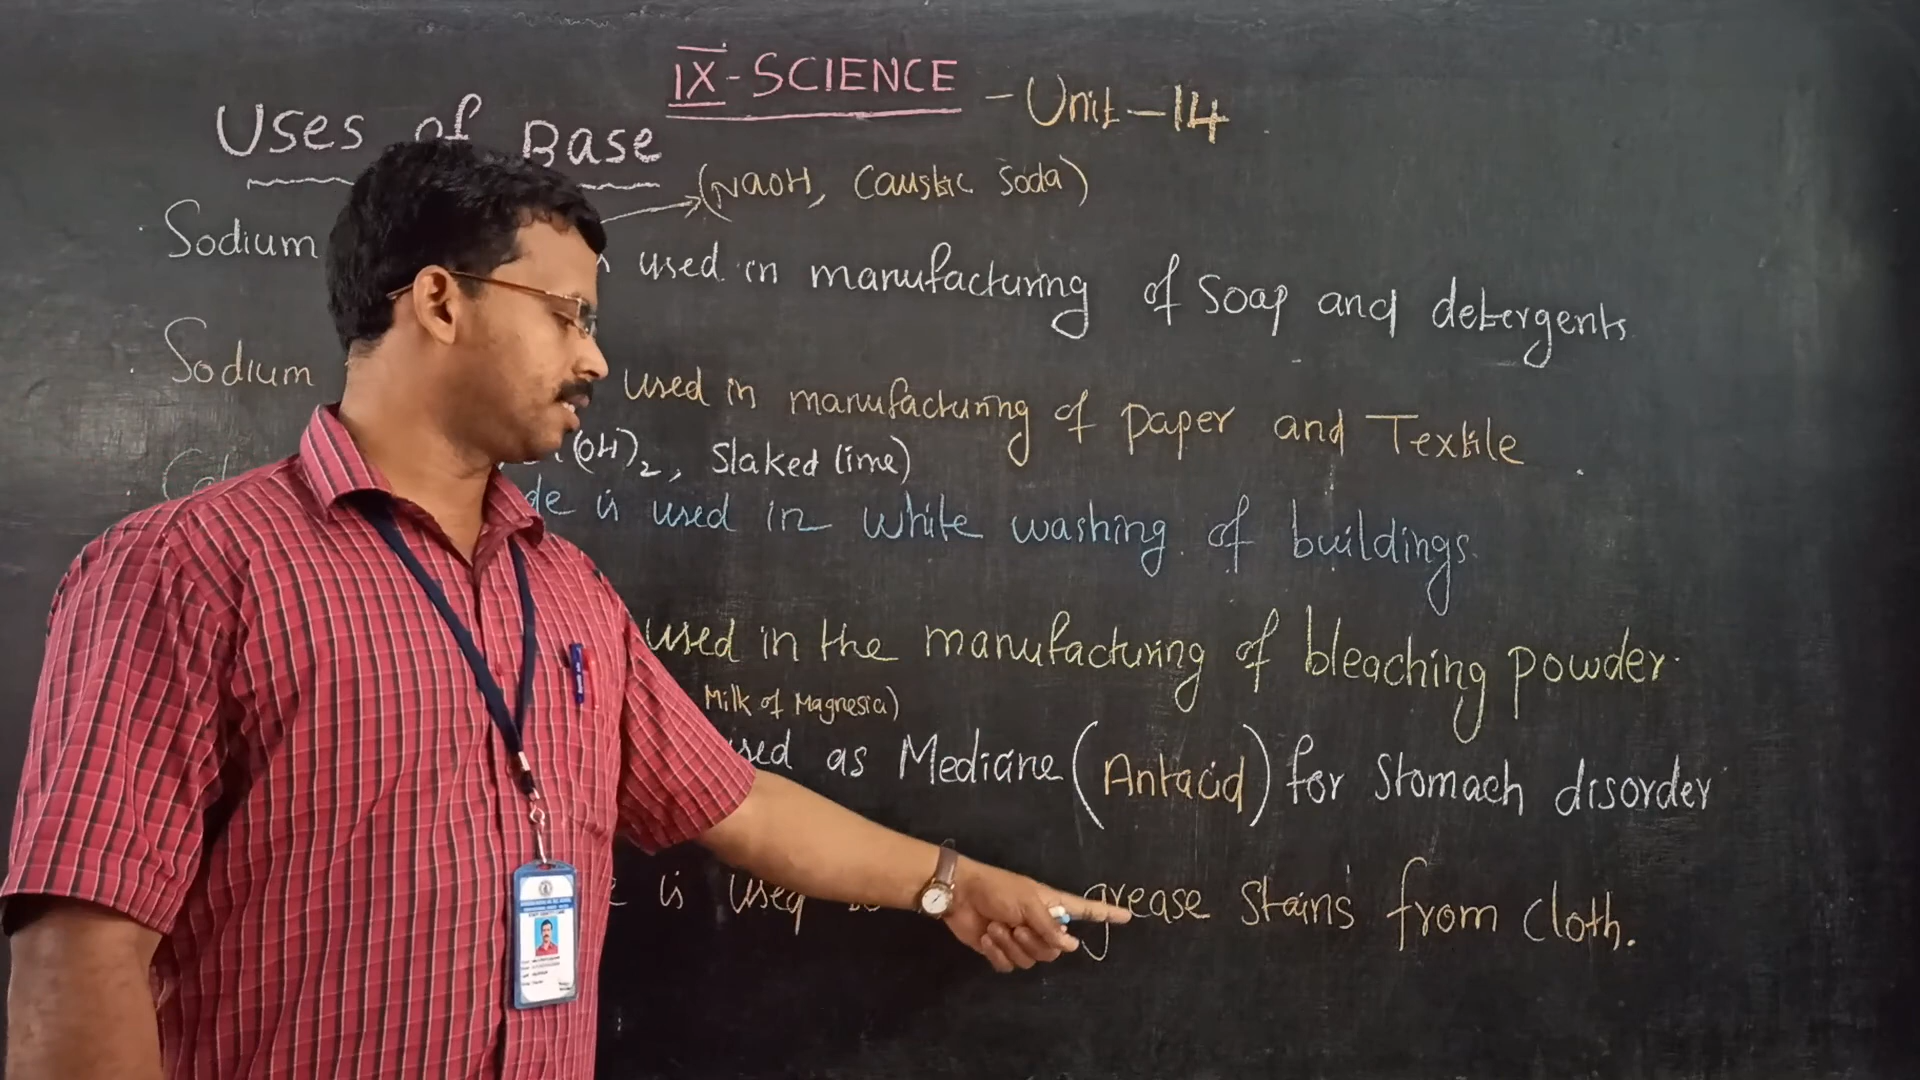 IX-SCIENCE - Unit-14
Uses of Base
(NaOH, Caustic Soda)
Sodium used in manufacturing of Soap and detergents
Sodium used in manufacturing of paper and Textile
(OH)2, Slaked lime)
is used in white washing of buildings.
used in the manufacturing of bleaching powder.
Milk of Magnesia)
as Medicine (Antacid) for Stomach disorder
is used grease Stains from cloth.